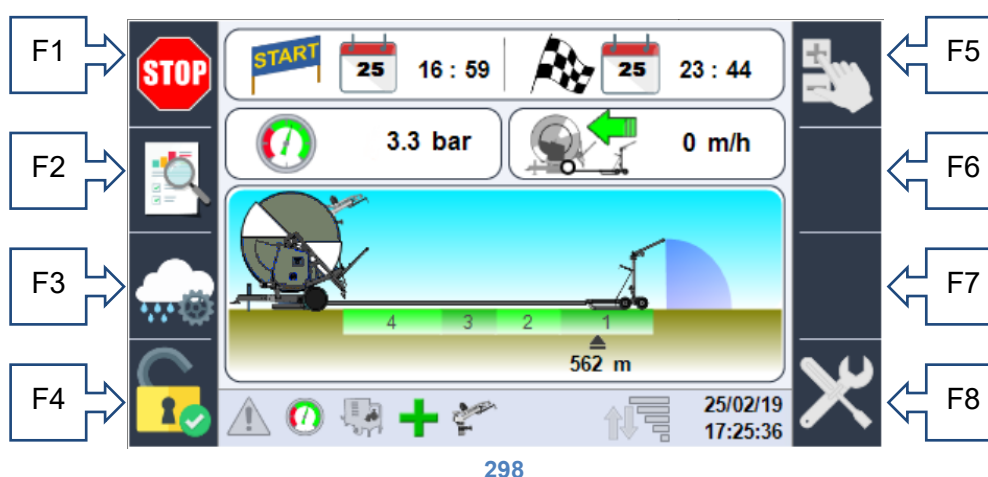 F1
STOP
START
25
16 : 59
25
23 : 44
F5
F2
3.3 bar
0 m/h
F6
F3
F7
4 3 2 1
562 m
F4
25/02/19
17:25:36
F8
298